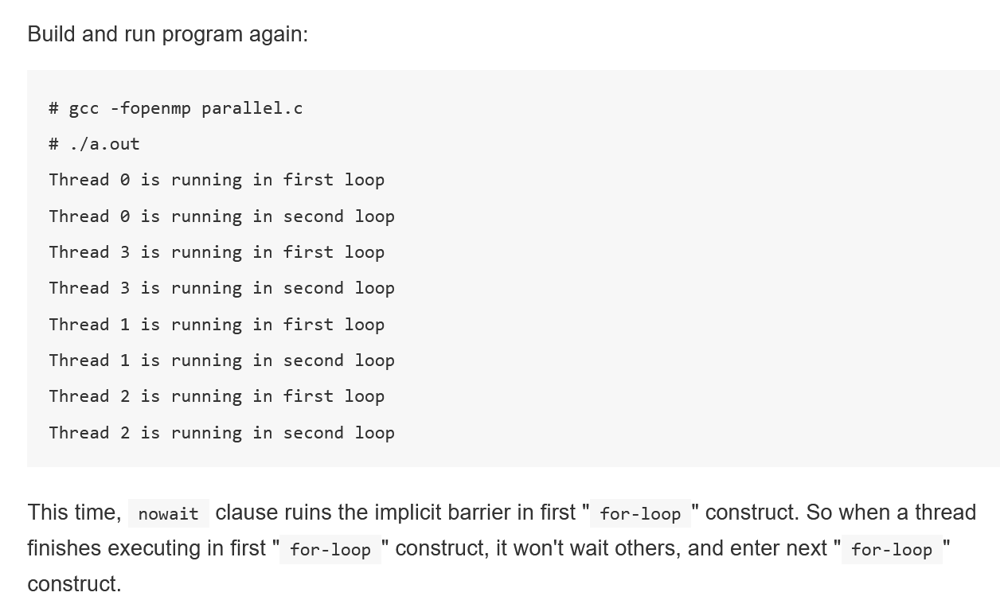 Build and run program again:
# gcc -fopenmp parallel.c
# ./a.out
Thread 0 is running in first loop
Thread 0 is running in second loop
Thread 3 is running in first loop
Thread 3 is running in second loop
Thread 1 is running in first loop
Thread 1 is running in second loop
Thread 2 is running in first loop
Thread 2 is running in second loop
This time, nowait clause ruins the implicit barrier in first " for-loop " construct. So when a thread
finishes executing in first " for-loop " construct, it won't wait others, and enter next " for-loop "
construct.